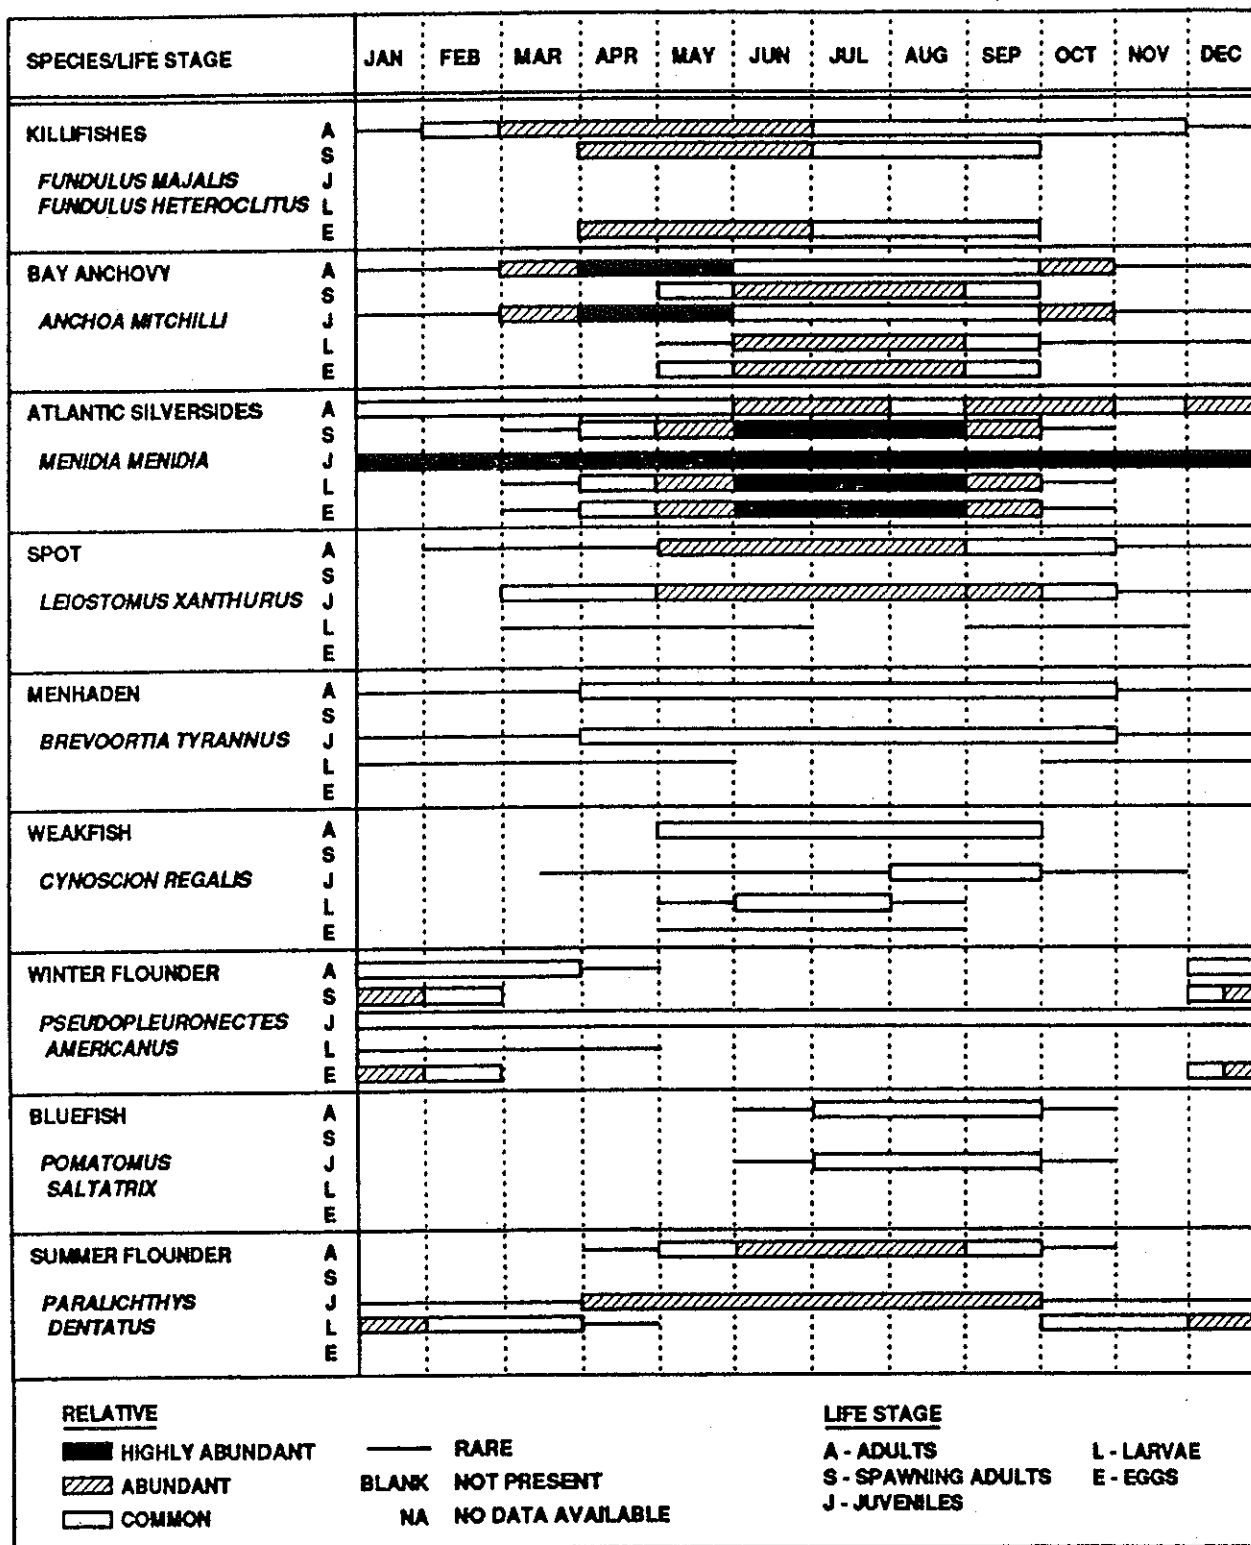 SPECIES/LIFE STAGE JAN FEB MAR APR MAY JUN JUL AUG SEP OCT NOV DEC
KILLIFISHES A
S
FUNDULUS MAJALIS J
FUNDULUS HETEROCLITUS L
E
BAY ANCHOVY A
S
ANCHOA MITCHILLI J
L
E
ATLANTIC SILVERSIDES A
S
MENIDIA MENIDIA J
L
E
SPOT A
S
LEIOSTOMUS XANTHURUS J
L
E
MENHADEN A
S
BREVOORTIA TYRANNUS J
L
E
WEAKFISH A
S
CYNOSCION REGALIS J
L
E
WINTER FLOUNDER A
S
PSEUDOPLEURONECTES J
AMERICANUS L
E
BLUEFISH A
S
POMATOMUS J
SALTATRIX L
E
SUMMER FLOUNDER A
S
PARALICHTHYS J
DENTATUS L
E
RELATIVE LIFE STAGE
HIGHLY ABUNDANT RARE A - ADULTS L - LARVAE
ABUNDANT BLANK NOT PRESENT S - SPAWNING ADULTS E - EGGS
COMMON NA NO DATA AVAILABLE J - JUVENILES